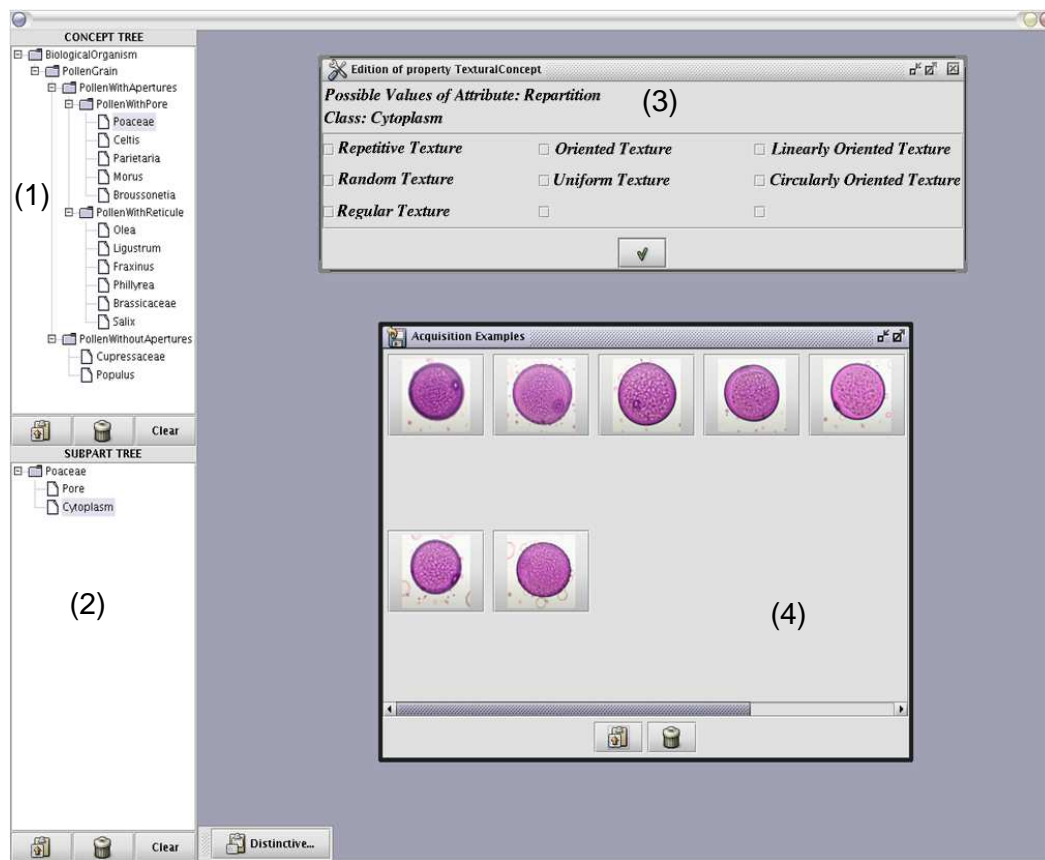 CONCEPT TREE
BiologicalOrganism
PollenGrain
PollenWithApertures
PollenWithPore
Poaceae
Celtis
Parietaria
Morus
Broussonetia
PollenWithReticule
Olea
Ligustrum
Fraxinus
Phillyrea
Brassicaceae
Salix
PollenWithoutApertures
Cupressaceae
Populus
(1)
Clear
SUBPART TREE
Poaceae
Pore
Cytoplasm
(2)
Clear
Edition of property TexturalConcept
Possible Values of Attribute: Repartition
(3)
Class: Cytoplasm
Repetitive Texture Oriented Texture Linearly Oriented Texture
Random Texture Uniform Texture Circularly Oriented Texture
Regular Texture
Acquisition Examples
(4)
Distinctive...